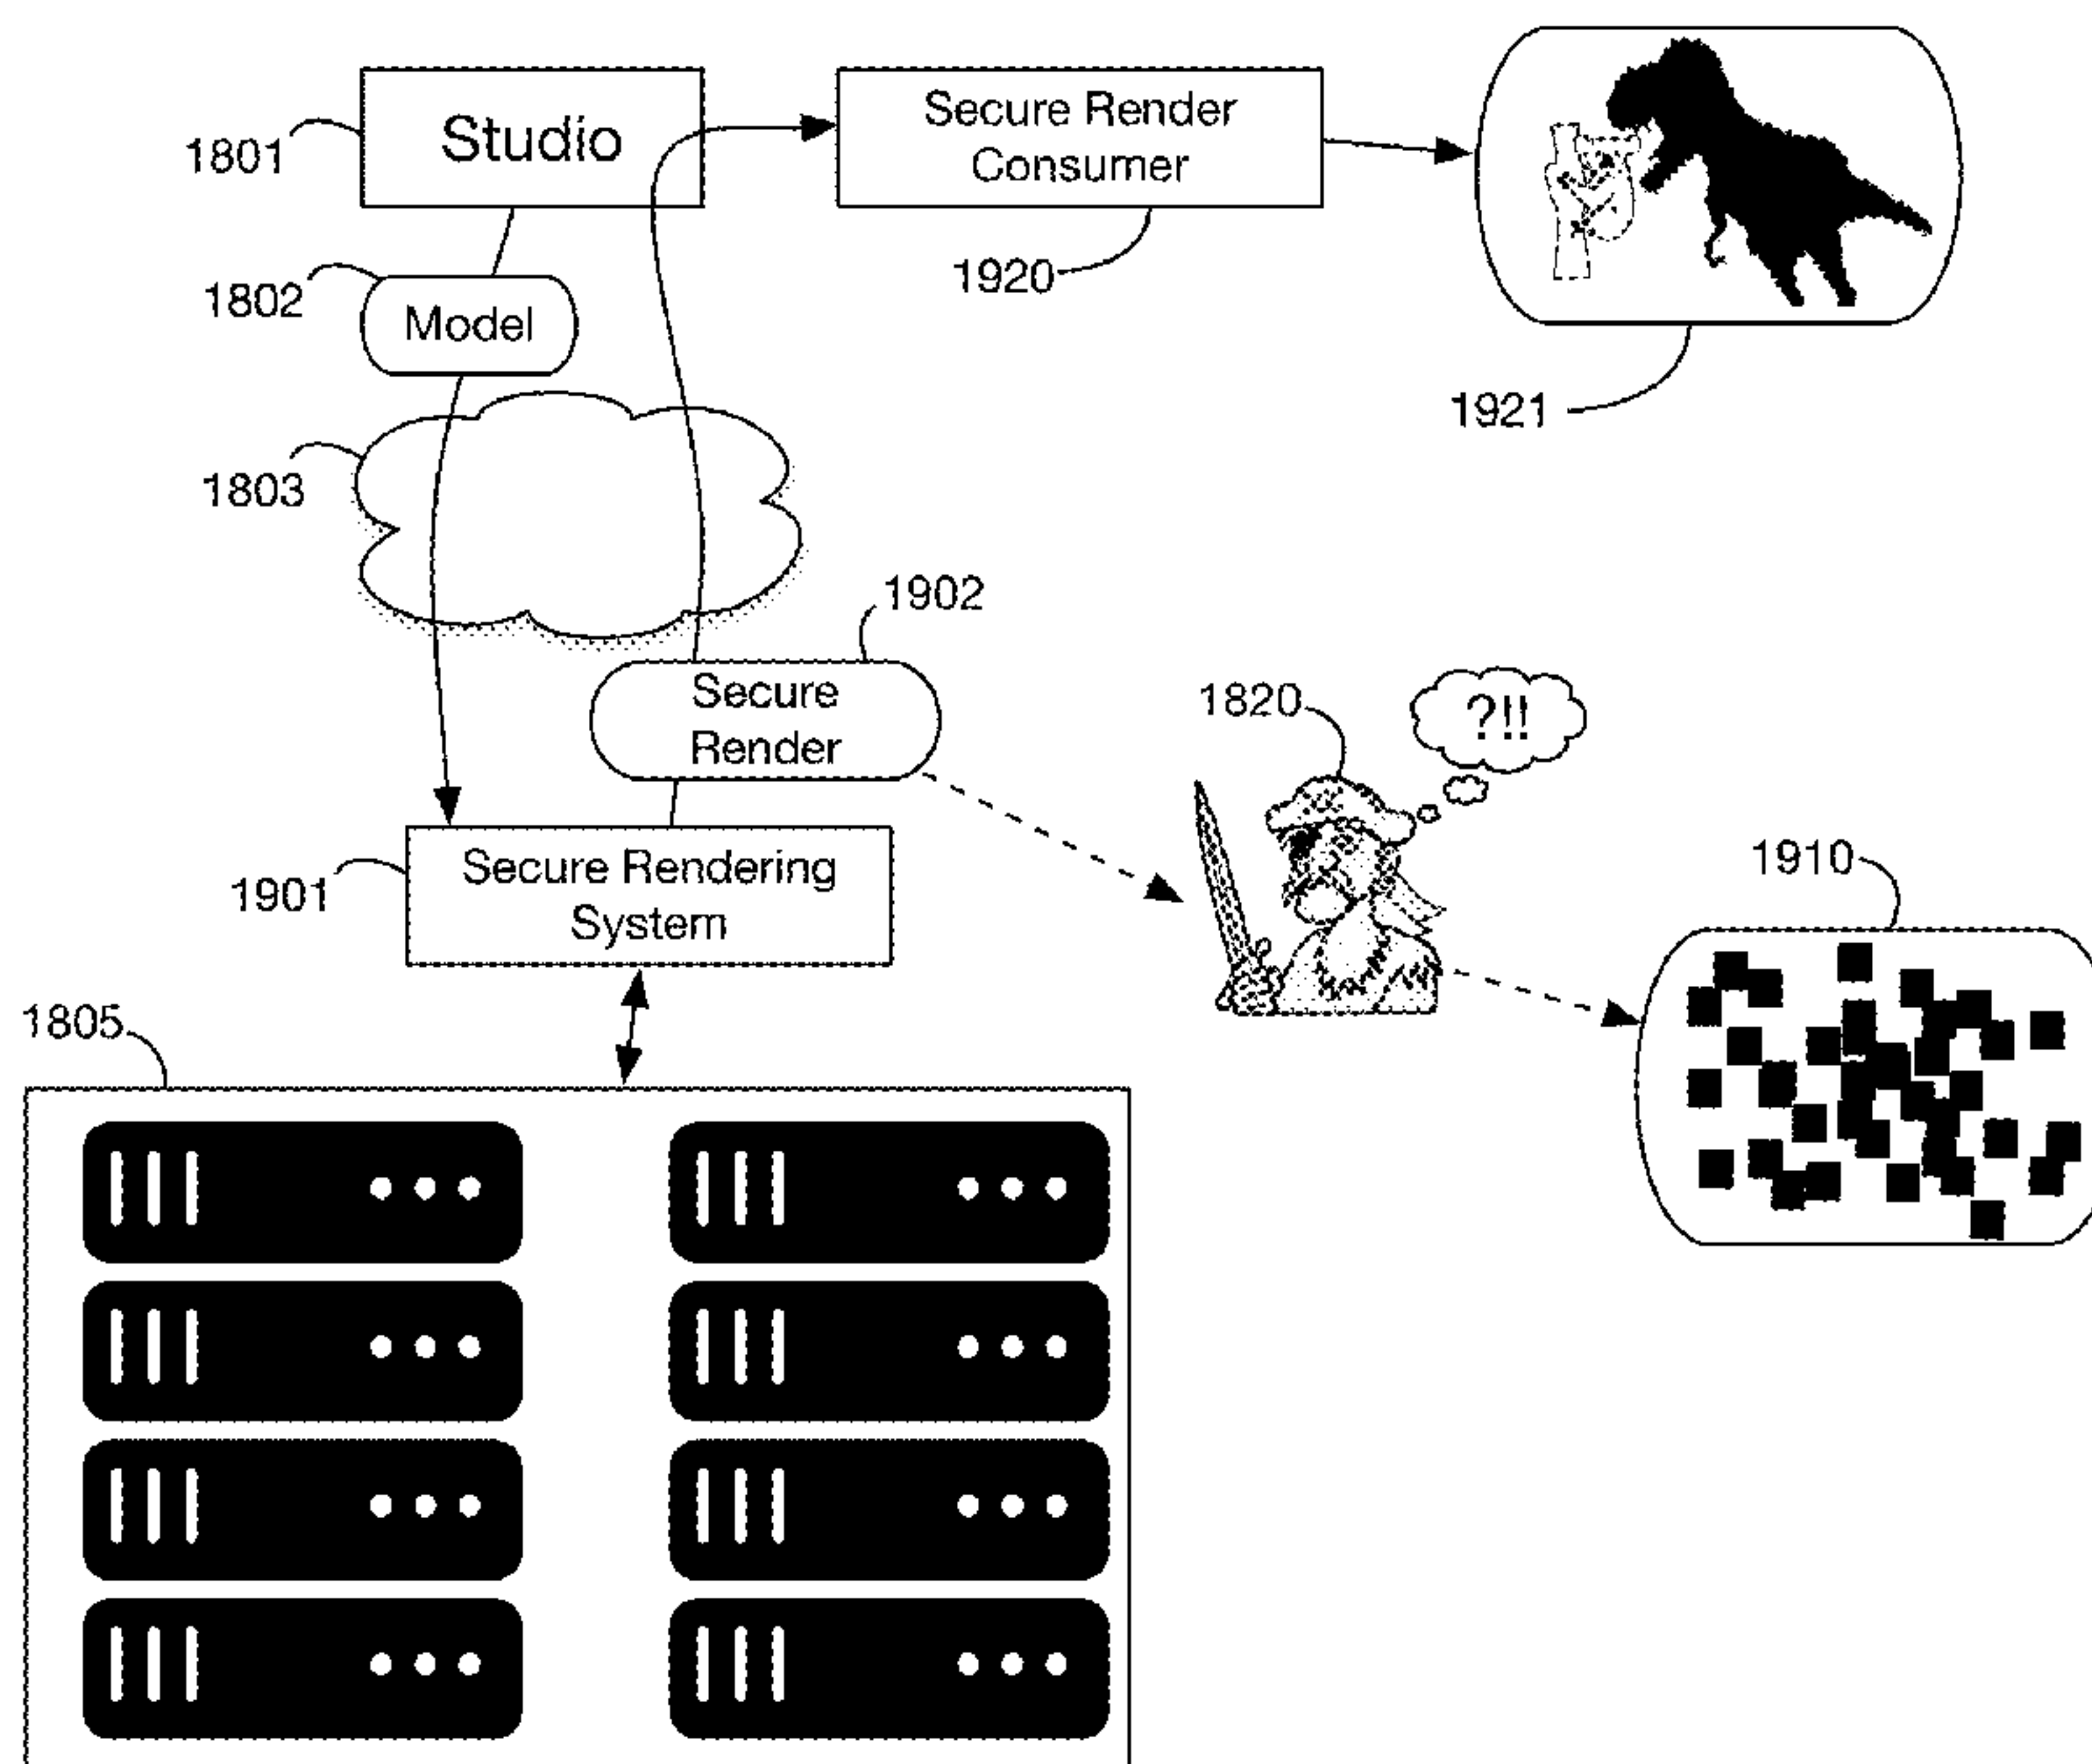 Studio
Secure Render
Consumer
1801
1920
1802
Model
1921
1803
1902
Secure
Render
1820
?!!
Secure Rendering
System
1901
1910
1805